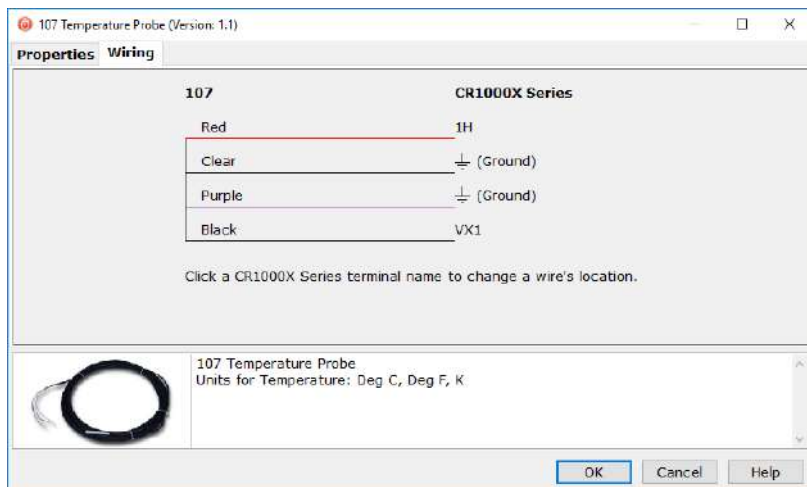 107 Temperature Probe (Version: 1.1)
Properties Wiring
107 CR1000X Series
Red 1H
Clear ⏚ (Ground)
Purple ⏚ (Ground)
Black VX1
Click a CR1000X Series terminal name to change a wire's location.
107 Temperature Probe
Units for Temperature: Deg C, Deg F, K
OK Cancel Help